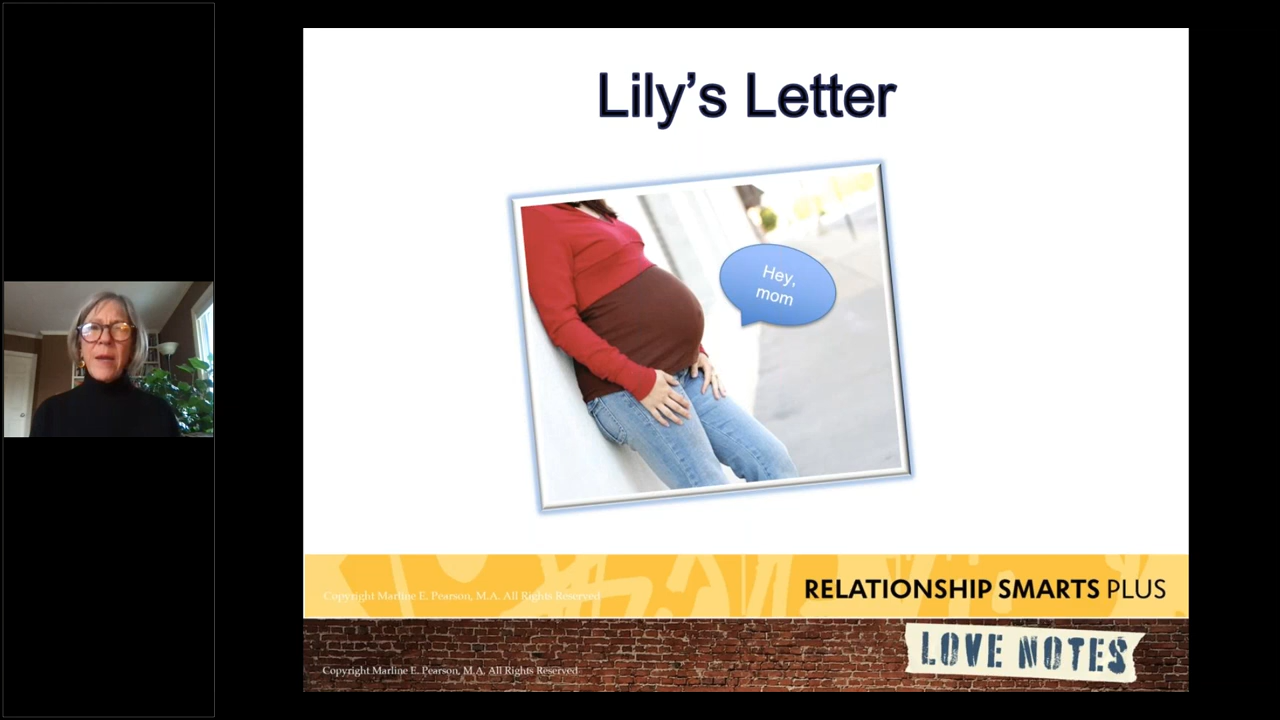 Lily's Letter
Hey,
mom
Copyright Marline E. Pearson, M.A. All Rights Reserved
RELATIONSHIP SMARTS PLUS
LOVE NOTES
Copyright Marline E. Pearson, M.A. All Rights Reserved